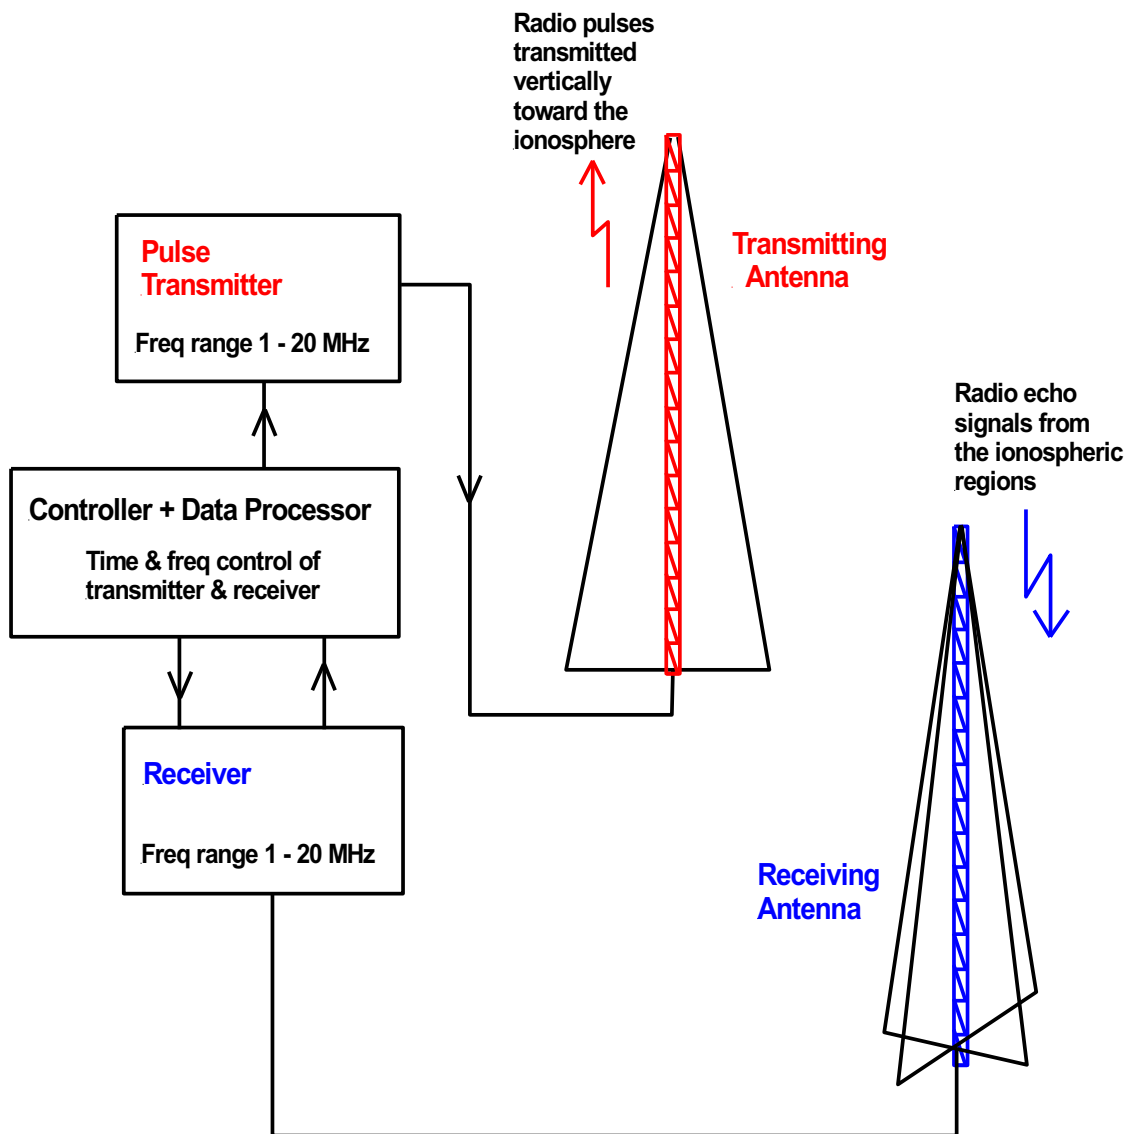 Radio pulses
transmitted
vertically
toward the
ionosphere
Pulse
Transmitter
Freq range 1 - 20 MHz
Transmitting
Antenna
Controller + Data Processor
Time & freq control of
transmitter & receiver
Radio echo
signals from
the ionospheric
regions
Receiver
Freq range 1 - 20 MHz
Receiving
Antenna